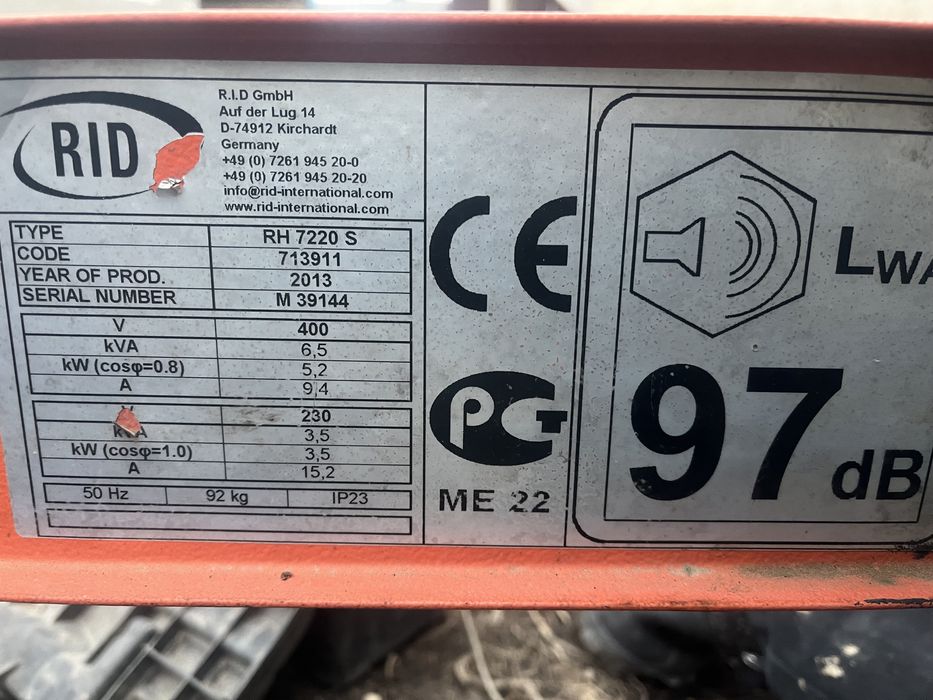 RID
R.I.D GmbH
Auf der Lug 14
D-74912 Kirchardt
Germany
+49 (0) 7261 945 20-0
+49 (0) 7261 945 20-20
info@rid-international.com
www.rid-international.com
TYPE RH 7220 S
CODE 713911
YEAR OF PROD. 2013
SERIAL NUMBER M 39144
V 400
kVA 6,5
kW (cosφ=0.8) 5,2
A 9,4
230
kVA 3,5
kW (cosφ=1.0) 3,5
A 15,2
50 Hz 92 kg IP23
CE
PCT
ME 22
LWA
97 dB